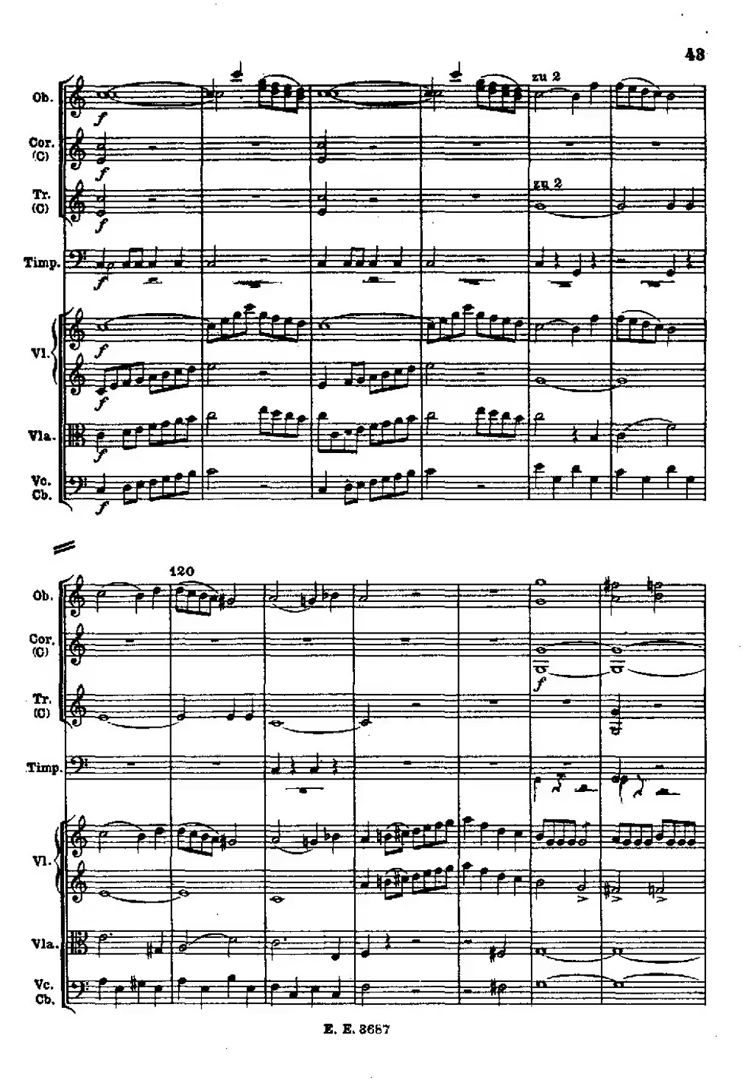 43
zu 2
Ob.
f
Cor.
(C)
f
zu 2
Tr.
(C)
f
Timp.
f
f
Vl.
f
Vla.
f
Vc.
Cb.
f
120
Ob.
Cor.
(C)
f
Tr.
(C)
Timp.
Vl.
Vla.
Vc.
Cb.
E. E. 3687